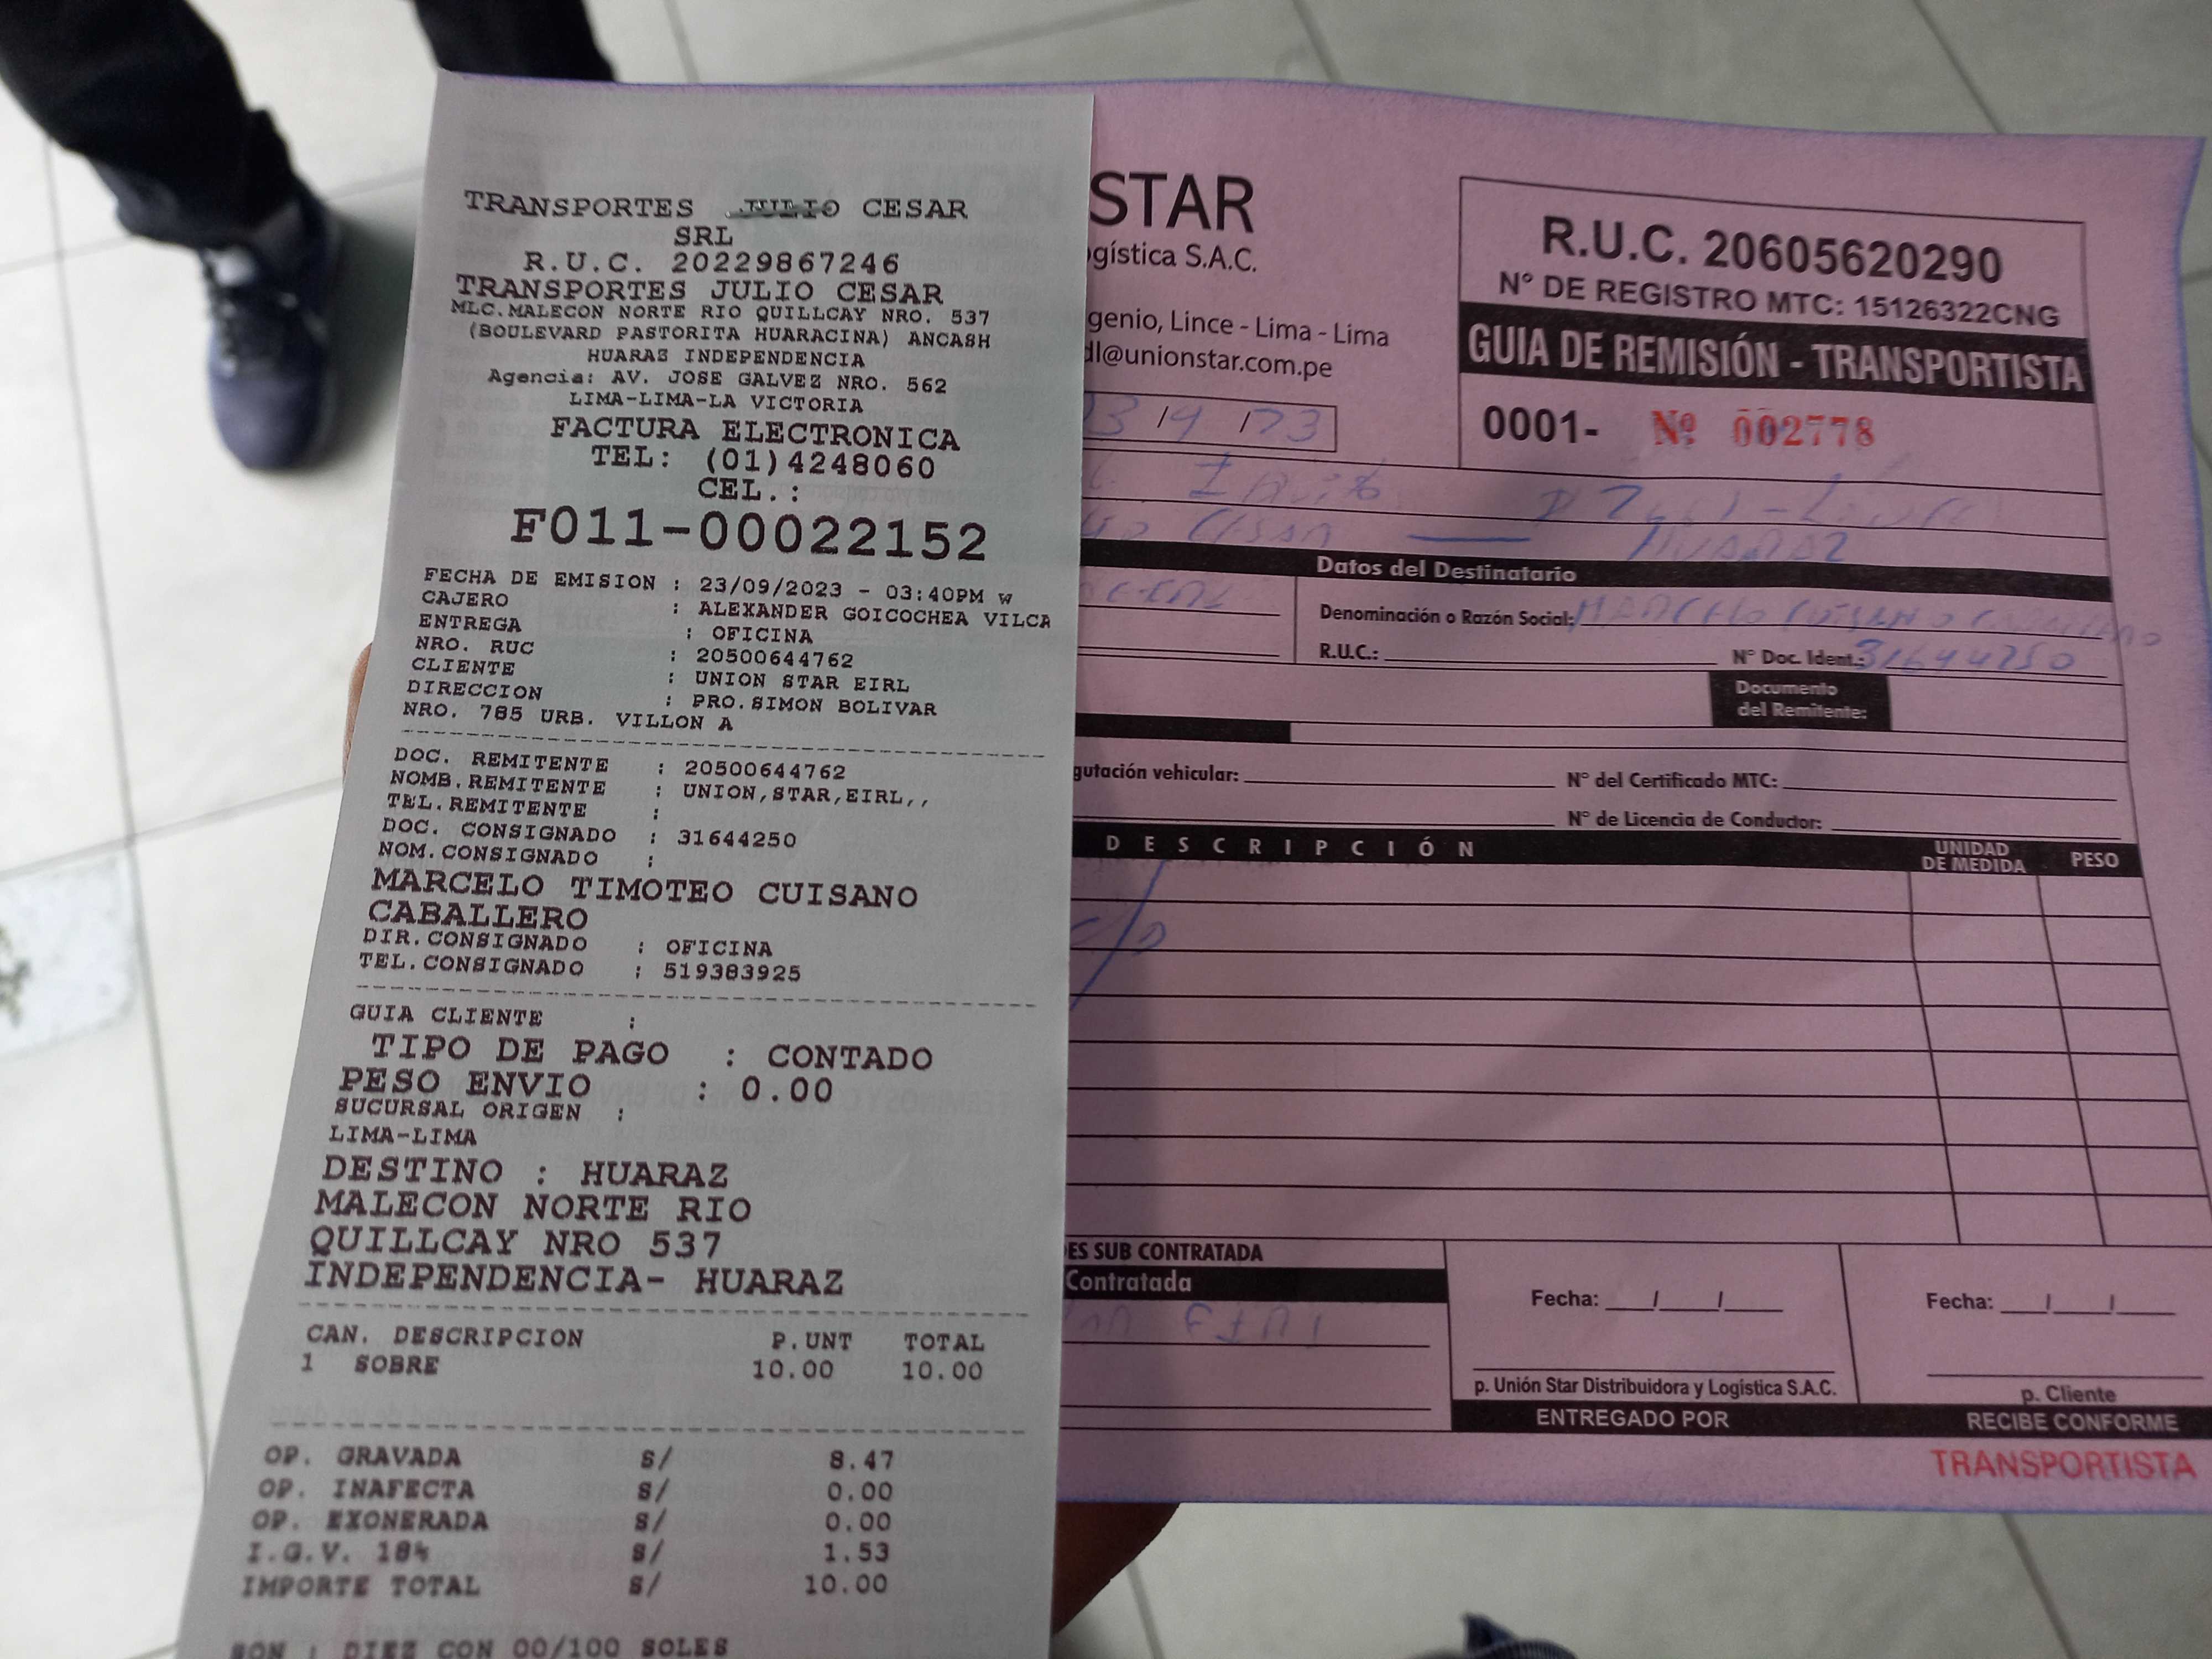 TRANSPORTES JULIO CESAR
SRL
R.U.C. 20229867246
TRANSPORTES JULIO CESAR
MLC.MALECON NORTE RIO QUILLCAY NRO. 537
(BOULEVARD PASTORITA HUARACINA) ANCASH
HUARAS INDEPENDENCIA
Agencia: AV. JOSE GALVEZ NRO. 562
LIMA-LIMA-LA VICTORIA
FACTURA ELECTRONICA
TEL: (01)4248060
CEL.:
F011-00022152
FECHA DE EMISION : 23/09/2023 - 03:40PM W
CAJERO : ALEXANDER GOICOCHEA VILCA
ENTREGA : OFICINA
NRO. RUC : 20500644762
CLIENTE : UNION STAR EIRL
DIRECCION : PRO.SIMON BOLIVAR
NRO. 785 URB. VILLON A
DOC. REMITENTE : 20500644762
NOMB.REMITENTE : UNION,STAR,EIRL,,
TEL.REMITENTE :
DOC. CONSIGNADO : 31644250
NOM.CONSIGNADO :
MARCELO TIMOTEO CUISANO
CABALLERO
DIR.CONSIGNADO : OFICINA
TEL.CONSIGNADO : 519383925
GUIA CLIENTE :
TIPO DE PAGO : CONTADO
PESO ENVIO : 0.00
SUCURSAL ORIGEN :
LIMA-LIMA
DESTINO : HUARAZ
MALECON NORTE RIO
QUILLCAY NRO 537
INDEPENDENCIA- HUARAZ
CAN. DESCRIPCION P.UNT TOTAL
1 SOBRE 10.00 10.00
OP. GRAVADA S/ 8.47
OP. INAFECTA S/ 0.00
OP. EXONERADA S/ 0.00
I.G.V. 18% S/ 1.53
IMPORTE TOTAL S/ 10.00
SON : DIEZ CON 00/100 SOLES
STAR
ogística S.A.C.
genio, Lince - Lima - Lima
dl@unionstar.com.pe
R.U.C. 20605620290
N° DE REGISTRO MTC: 15126322CNG
GUIA DE REMISIÓN - TRANSPORTISTA
0001- Nº 002778
HUARAZ
Datos del Destinatario
Denominación o Razón Social: MARCELO CUISANO
R.U.C.: N° Doc. Ident.: 31644250
Documento
del Remitente:
gutación vehicular: N° del Certificado MTC:
N° de Licencia de Conductor:
DESCRIPCIÓN UNIDAD DE MEDIDA PESO
ES SUB CONTRATADA
Contratada
Fecha: / / Fecha: / /
p. Unión Star Distribuidora y Logística S.A.C. p. Cliente
ENTREGADO POR RECIBE CONFORME
TRANSPORTISTA